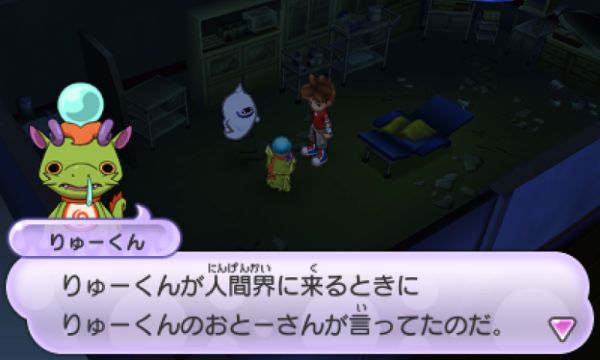 りゅーくん
りゅーくんが人間界に来るときに
りゅーくんのおとーさんが言ってたのだ。